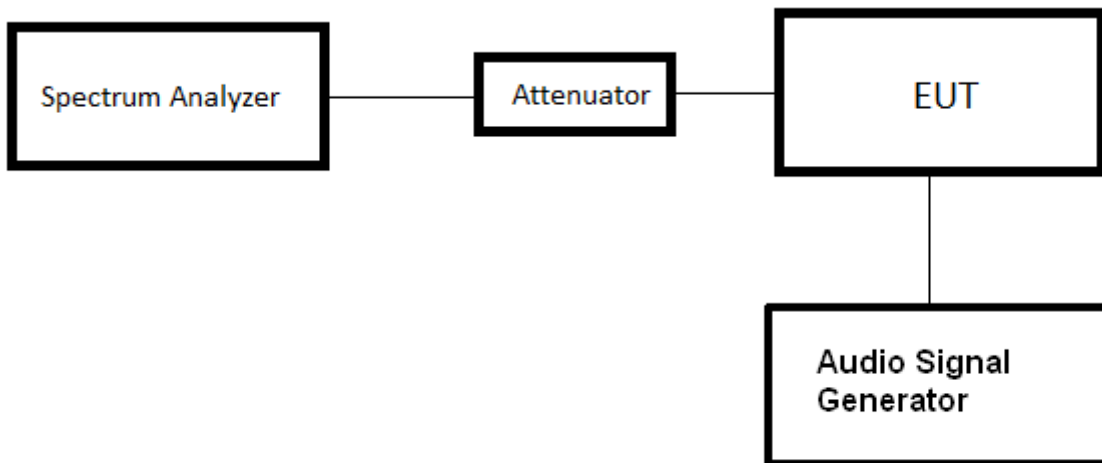 Spectrum Analyzer
Attenuator
EUT
Audio Signal
Generator